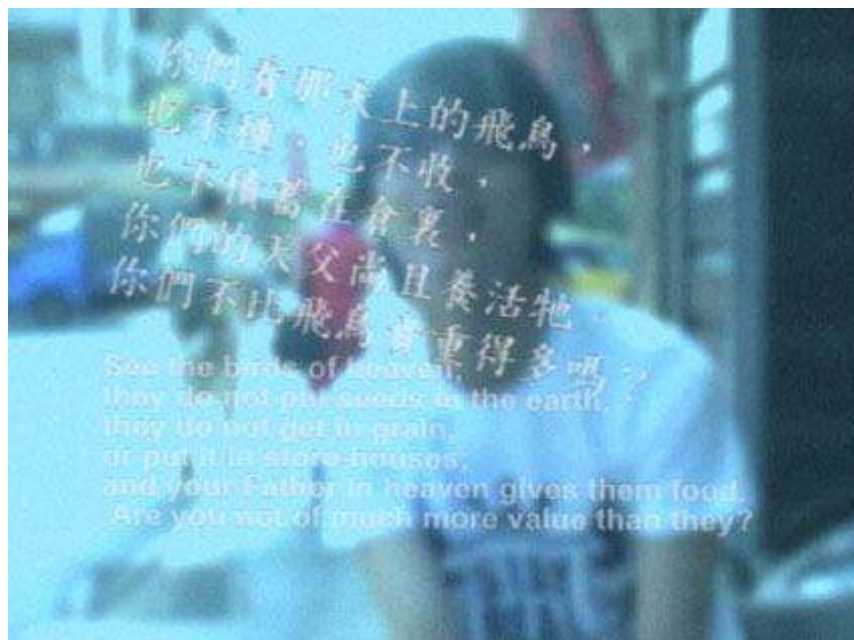 你們看那天上的飛鳥，
也不種，也不收，
也不積蓄在倉裏，
你們的天父尚且養活牠．
你們不比飛鳥貴重得多嗎？
See the birds of heaven;
they do not put seeds in the earth,
they do not get in grain,
or put it in store-houses;
and your Father in heaven gives them food.
Are you not of much more value than they?